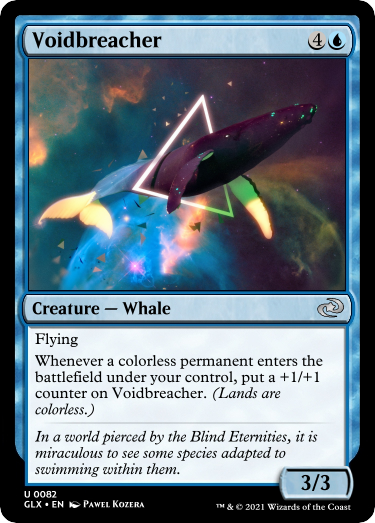 Voidbreacher 4
Creature — Whale
Flying
Whenever a colorless permanent enters the
battlefield under your control, put a +1/+1
counter on Voidbreacher. (Lands are
colorless.)
In a world pierced by the Blind Eternities, it is
miraculous to see some species adapted to
swimming within them.
3/3
U 0082
GLX • EN Pawel Kozera
™ & © 2021 Wizards of the Coast